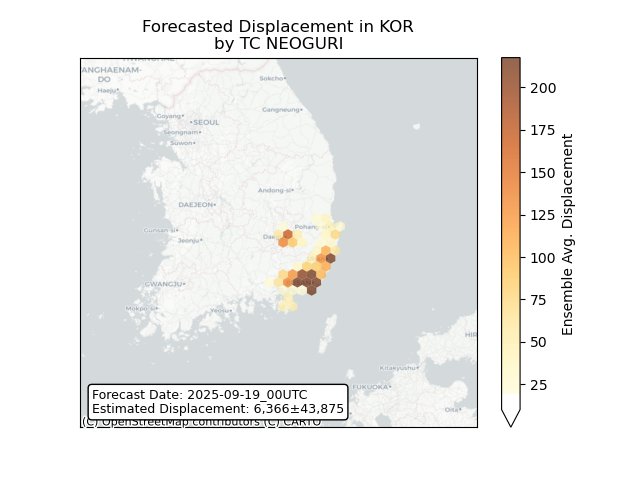 Forecasted Displacement in KOR
by TC NEOGURI
ANGHAENAM-
DO
Haeju
Sokcho
Goyang
SEOUL
Gangneung
Seongnam
Suwon
Andong-si
DAEJEON
Gunsan-si
Jeonju
Dae
Pohang
GWANGJU
Mokpo-si
Yeosu
HIR
Kitakyushu
FUKUOKA
Oita
Forecast Date: 2025-09-19_00UTC
Estimated Displacement: 6,366±43,875
(C) OpenStreetMap contributors (C) CARTO
200
175
150
125
100
75
50
25
Ensemble Avg. Displacement